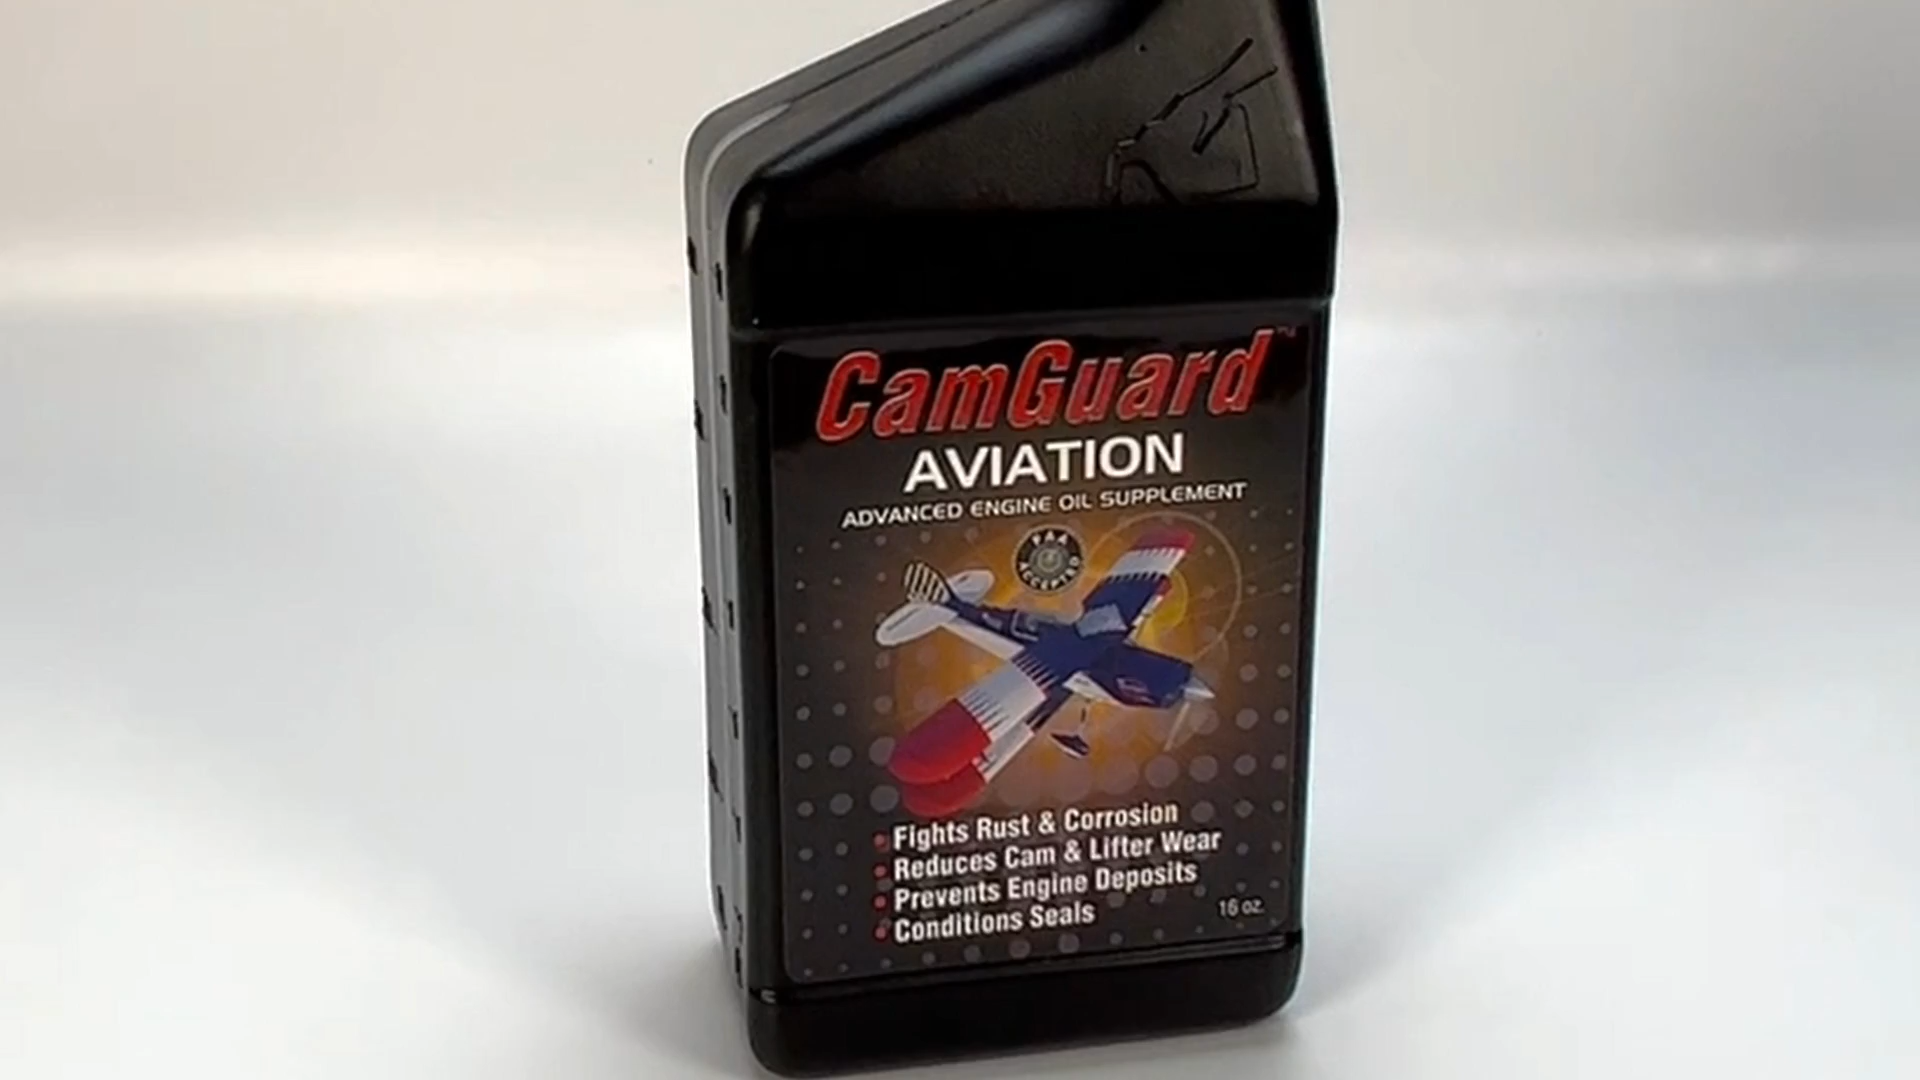 CamGuard™
AVIATION
ADVANCED ENGINE OIL SUPPLEMENT
FAA
ACCEPTED
• Fights Rust & Corrosion
• Reduces Cam & Lifter Wear
• Prevents Engine Deposits
• Conditions Seals
16 oz.